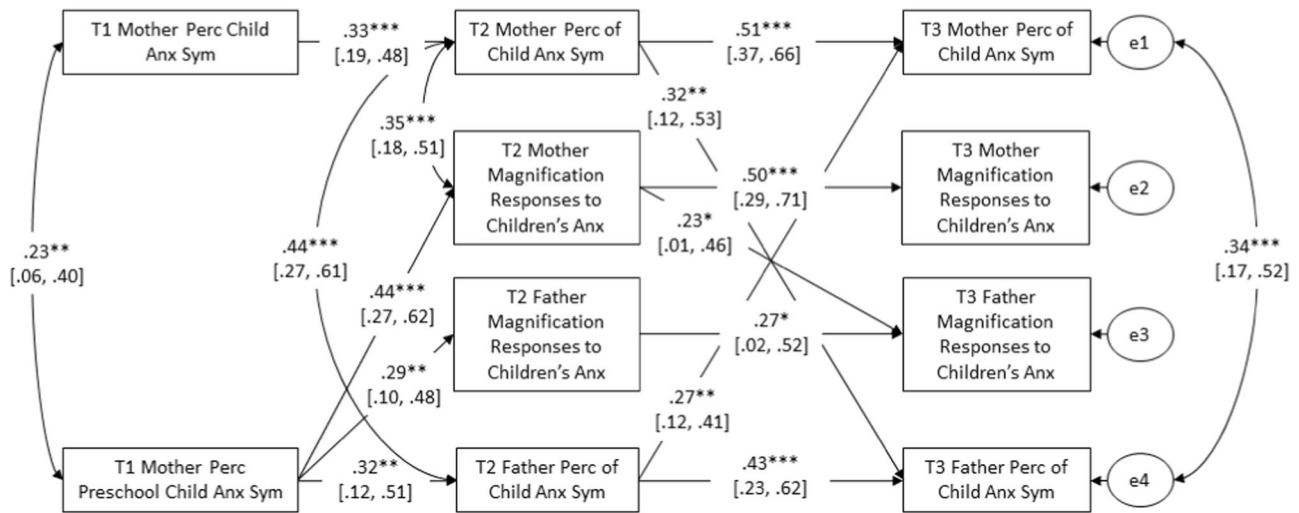 T1 Mother Perc Child
Anx Sym
.33***
[.19, .48]
T2 Mother Perc of
Child Anx Sym
.51***
[.37, .66]
T3 Mother Perc of
Child Anx Sym
e1
.32**
[.12, .53]
.35***
[.18, .51]
T2 Mother
Magnification
Responses to
Children's Anx
.50***
[.29, .71]
T3 Mother
Magnification
Responses to
Children's Anx
e2
.23*
[.01, .46]
.23**
[.06, .40]
.44***
[.27, .61]
.34***
[.17, .52]
.44***
[.27, .62]
T2 Father
Magnification
Responses to
Children's Anx
.27*
[.02, .52]
T3 Father
Magnification
Responses to
Children's Anx
e3
.29**
[.10, .48]
.27**
[.12, .41]
T1 Mother Perc
Preschool Child Anx Sym
.32**
[.12, .51]
T2 Father Perc of
Child Anx Sym
.43***
[.23, .62]
T3 Father Perc of
Child Anx Sym
e4